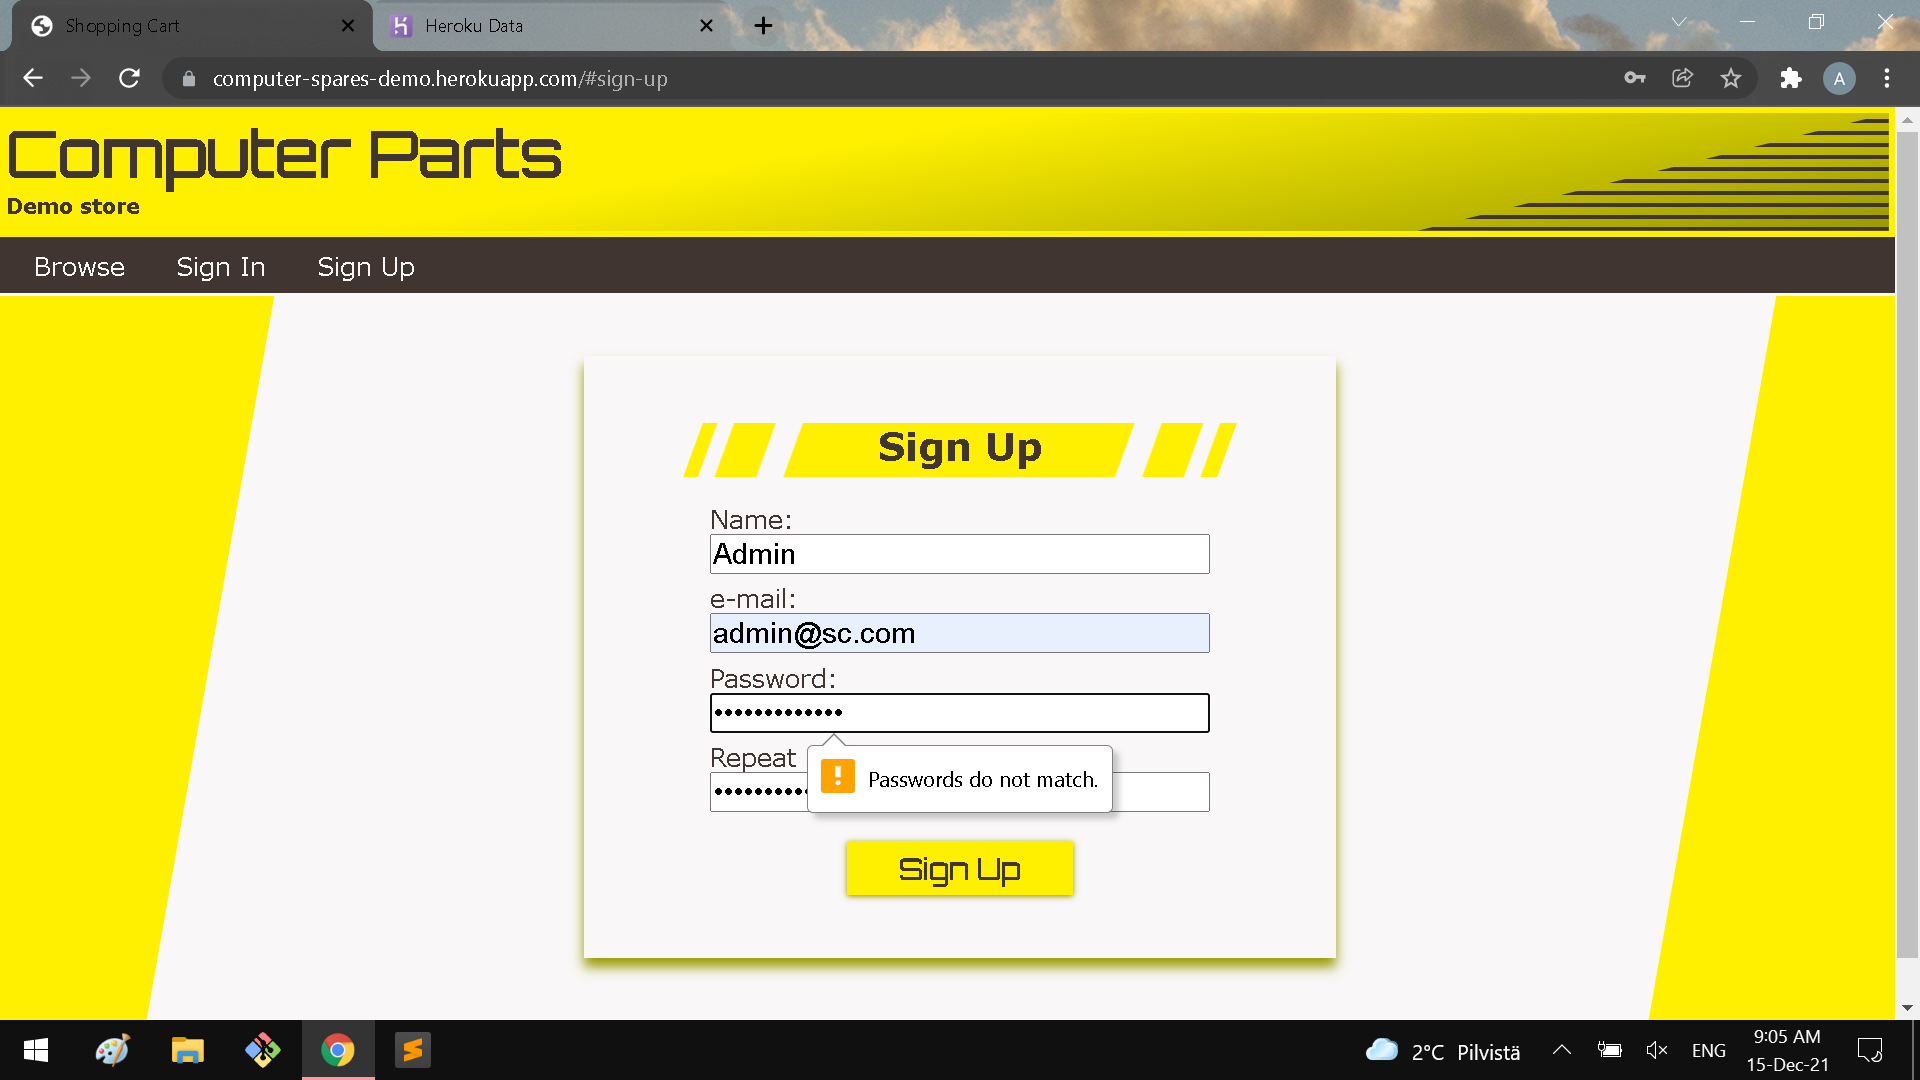 Shopping Cart
Heroku Data
computer-spares-demo.herokuapp.com/#sign-up
A
Computer Parts
Demo store
Browse Sign In Sign Up
Sign Up
Name:
Admin
e-mail:
admin@sc.com
Password:
•••••••••••••
Repeat
Passwords do not match.
Sign Up
2°C Pilvistä
ENG
9:05 AM
15-Dec-21